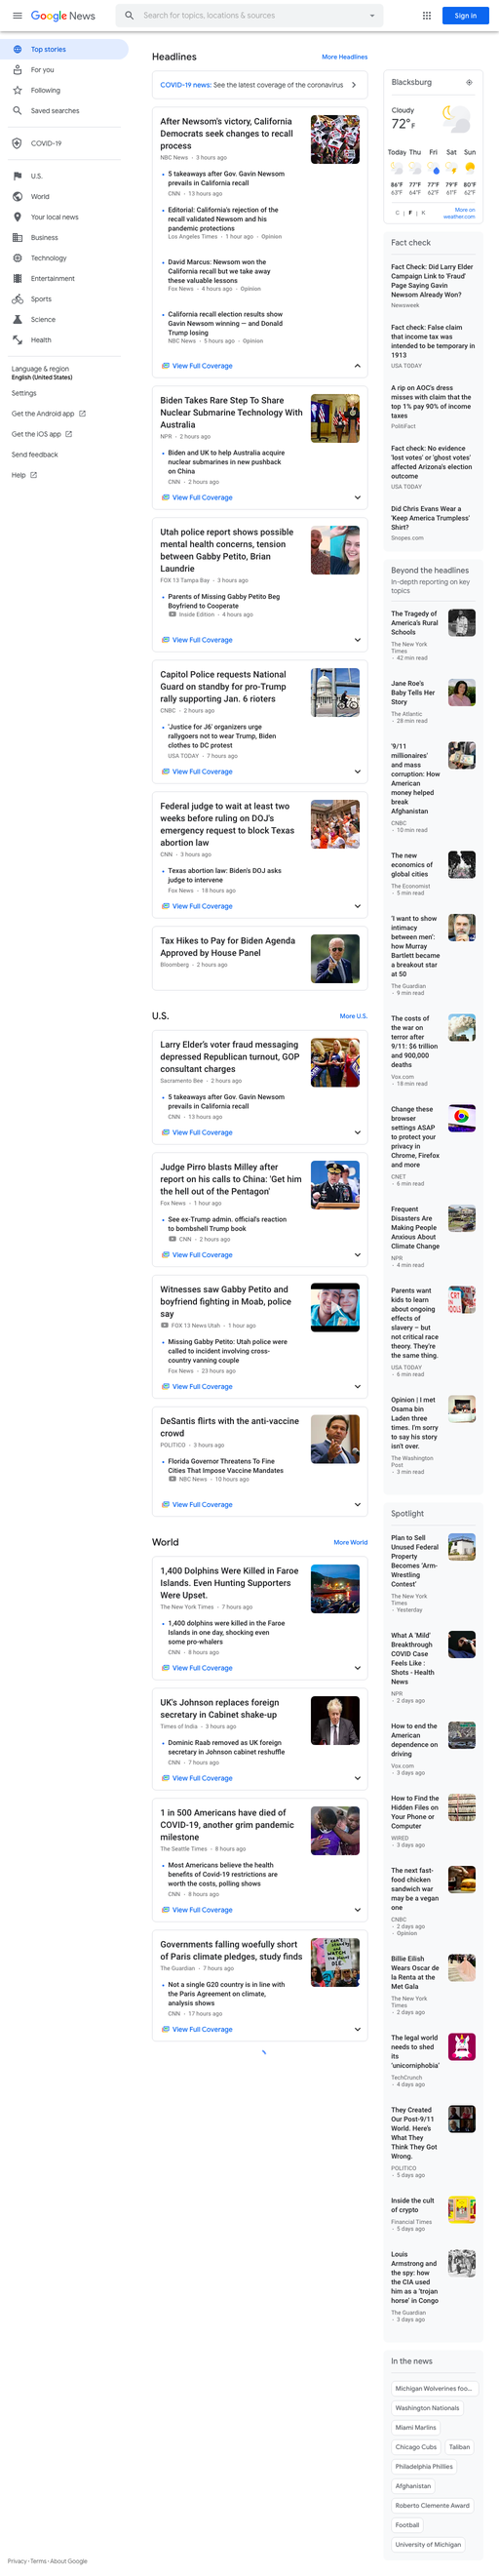 Google News
Search for topics, locations & sources
Sign in
Top stories
For you
Following
Saved searches
COVID-19
U.S.
World
Your local news
Business
Technology
Entertainment
Sports
Science
Health
Language & region
English (United States)
Settings
Get the Android app
Get the iOS app
Send feedback
Help
Headlines
More Headlines
COVID-19 news: See the latest coverage of the coronavirus
After Newsom's victory, California
Democrats seek changes to recall
process
NBC News · 3 hours ago
5 takeaways after Gov. Gavin Newsom
prevails in California recall
CNN · 13 hours ago
Editorial: California's rejection of the
recall validated Newsom and his
pandemic protections
Los Angeles Times · 1 hour ago · Opinion
David Marcus: Newsom won the
California recall but we take away
these valuable lessons
Fox News · 4 hours ago · Opinion
California recall election results show
Gavin Newsom winning — and Donald
Trump losing
NBC News · 5 hours ago · Opinion
View Full Coverage
Biden Takes Rare Step To Share
Nuclear Submarine Technology With
Australia
NPR · 2 hours ago
Biden and UK to help Australia acquire
nuclear submarines in new pushback
on China
CNN · 2 hours ago
View Full Coverage
Utah police report shows possible
mental health concerns, tension
between Gabby Petito, Brian
Laundrie
FOX 13 Tampa Bay · 3 hours ago
Parents of Missing Gabby Petito Beg
Boyfriend to Cooperate
Inside Edition · 4 hours ago
View Full Coverage
Capitol Police requests National
Guard on standby for pro-Trump
rally supporting Jan. 6 rioters
CNBC · 2 hours ago
'Justice for J6' organizers urge
rallygoers not to wear Trump, Biden
clothes to DC protest
USA TODAY · 7 hours ago
View Full Coverage
Federal judge to wait at least two
weeks before ruling on DOJ's
emergency request to block Texas
abortion law
CNN · 3 hours ago
Texas abortion law: Biden's DOJ asks
judge to intervene
Fox News · 18 hours ago
View Full Coverage
Tax Hikes to Pay for Biden Agenda
Approved by House Panel
Bloomberg · 2 hours ago
U.S.
More U.S.
Larry Elder's voter fraud messaging
depressed Republican turnout, GOP
consultant charges
Sacramento Bee · 2 hours ago
5 takeaways after Gov. Gavin Newsom
prevails in California recall
CNN · 13 hours ago
View Full Coverage
Judge Pirro blasts Milley after
report on his calls to China: 'Get him
the hell out of the Pentagon'
Fox News · 1 hour ago
See ex-Trump admin. official's reaction
to bombshell Trump book
CNN · 2 hours ago
View Full Coverage
Witnesses saw Gabby Petito and
boyfriend fighting in Moab, police
say
FOX 13 News Utah · 1 hour ago
Missing Gabby Petito: Utah police were
called to incident involving cross-
country vanning couple
Fox News · 23 hours ago
View Full Coverage
DeSantis flirts with the anti-vaccine
crowd
POLITICO · 3 hours ago
Florida Governor Threatens To Fine
Cities That Impose Vaccine Mandates
NBC News · 10 hours ago
View Full Coverage
World
More World
1,400 Dolphins Were Killed in Faroe
Islands. Even Hunting Supporters
Were Upset.
The New York Times · 7 hours ago
1,400 dolphins were killed in the Faroe
Islands in one day, shocking even
some pro-whalers
CNN · 8 hours ago
View Full Coverage
UK's Johnson replaces foreign
secretary in Cabinet shake-up
Times of India · 3 hours ago
Dominic Raab removed as UK foreign
secretary in Johnson cabinet reshuffle
CNN · 7 hours ago
View Full Coverage
1 in 500 Americans have died of
COVID-19, another grim pandemic
milestone
The Seattle Times · 8 hours ago
Most Americans believe the health
benefits of Covid-19 restrictions are
worth the costs, polling shows
CNN · 8 hours ago
View Full Coverage
Governments falling woefully short
of Paris climate pledges, study finds
The Guardian · 7 hours ago
Not a single G20 country is in line with
the Paris Agreement on climate,
analysis shows
CNN · 17 hours ago
View Full Coverage
Blacksburg
Cloudy
72°F
Today Thu Fri Sat Sun
86°F 77°F 77°F 79°F 80°F
63°F 64°F 62°F 61°F 62°F
C | F | K
More on
weather.com
Fact check
Fact Check: Did Larry Elder
Campaign Link to 'Fraud'
Page Saying Gavin
Newsom Already Won?
Newsweek
Fact check: False claim
that income tax was
intended to be temporary in
1913
USA TODAY
A rip on AOC's dress
misses with claim that the
top 1% pay 90% of income
taxes
PolitiFact
Fact check: No evidence
'lost votes' or 'ghost votes'
affected Arizona's election
outcome
USA TODAY
Did Chris Evans Wear a
'Keep America Trumpless'
Shirt?
Snopes.com
Beyond the headlines
In-depth reporting on key
topics
The Tragedy of
America's Rural
Schools
The New York
Times
· 42 min read
Jane Roe's
Baby Tells Her
Story
The Atlantic
· 28 min read
'9/11
millionaires'
and mass
corruption: How
American
money helped
break
Afghanistan
CNBC
· 10 min read
The new
economics of
global cities
The Economist
· 5 min read
'I want to show
intimacy
between men':
how Murray
Bartlett became
a breakout star
at 50
The Guardian
· 9 min read
The costs of
the war on
terror after
9/11: $6 trillion
and 900,000
deaths
Vox.com
· 18 min read
Change these
browser
settings ASAP
to protect your
privacy in
Chrome, Firefox
and more
CNET
· 6 min read
Frequent
Disasters Are
Making People
Anxious About
Climate Change
NPR
· 4 min read
Parents want
kids to learn
about ongoing
effects of
slavery – but
not critical race
theory. They're
the same thing.
USA TODAY
· 6 min read
Opinion | I met
Osama bin
Laden three
times. I'm sorry
to say his story
isn't over.
The Washington
Post
· 3 min read
Spotlight
Plan to Sell
Unused Federal
Property
Becomes 'Arm-
Wrestling
Contest'
The New York
Times
· Yesterday
What A 'Mild'
Breakthrough
COVID Case
Feels Like :
Shots - Health
News
NPR
· 2 days ago
How to end the
American
dependence on
driving
Vox.com
· 3 days ago
How to Find the
Hidden Files on
Your Phone or
Computer
WIRED
· 3 days ago
The next fast-
food chicken
sandwich war
may be a vegan
one
CNBC
· 2 days ago
· Opinion
Billie Eilish
Wears Oscar de
la Renta at the
Met Gala
The New York
Times
· 2 days ago
The legal world
needs to shed
its
'unicorniphobia'
TechCrunch
· 4 days ago
They Created
Our Post-9/11
World. Here's
What They
Think They Got
Wrong.
POLITICO
· 5 days ago
Inside the cult
of crypto
Financial Times
· 5 days ago
Louis
Armstrong and
the spy: how
the CIA used
him as a 'trojan
horse' in Congo
The Guardian
· 3 days ago
In the news
Michigan Wolverines foo...
Washington Nationals
Miami Marlins
Chicago Cubs
Taliban
Philadelphia Phillies
Afghanistan
Roberto Clemente Award
Football
University of Michigan
Privacy · Terms · About Google